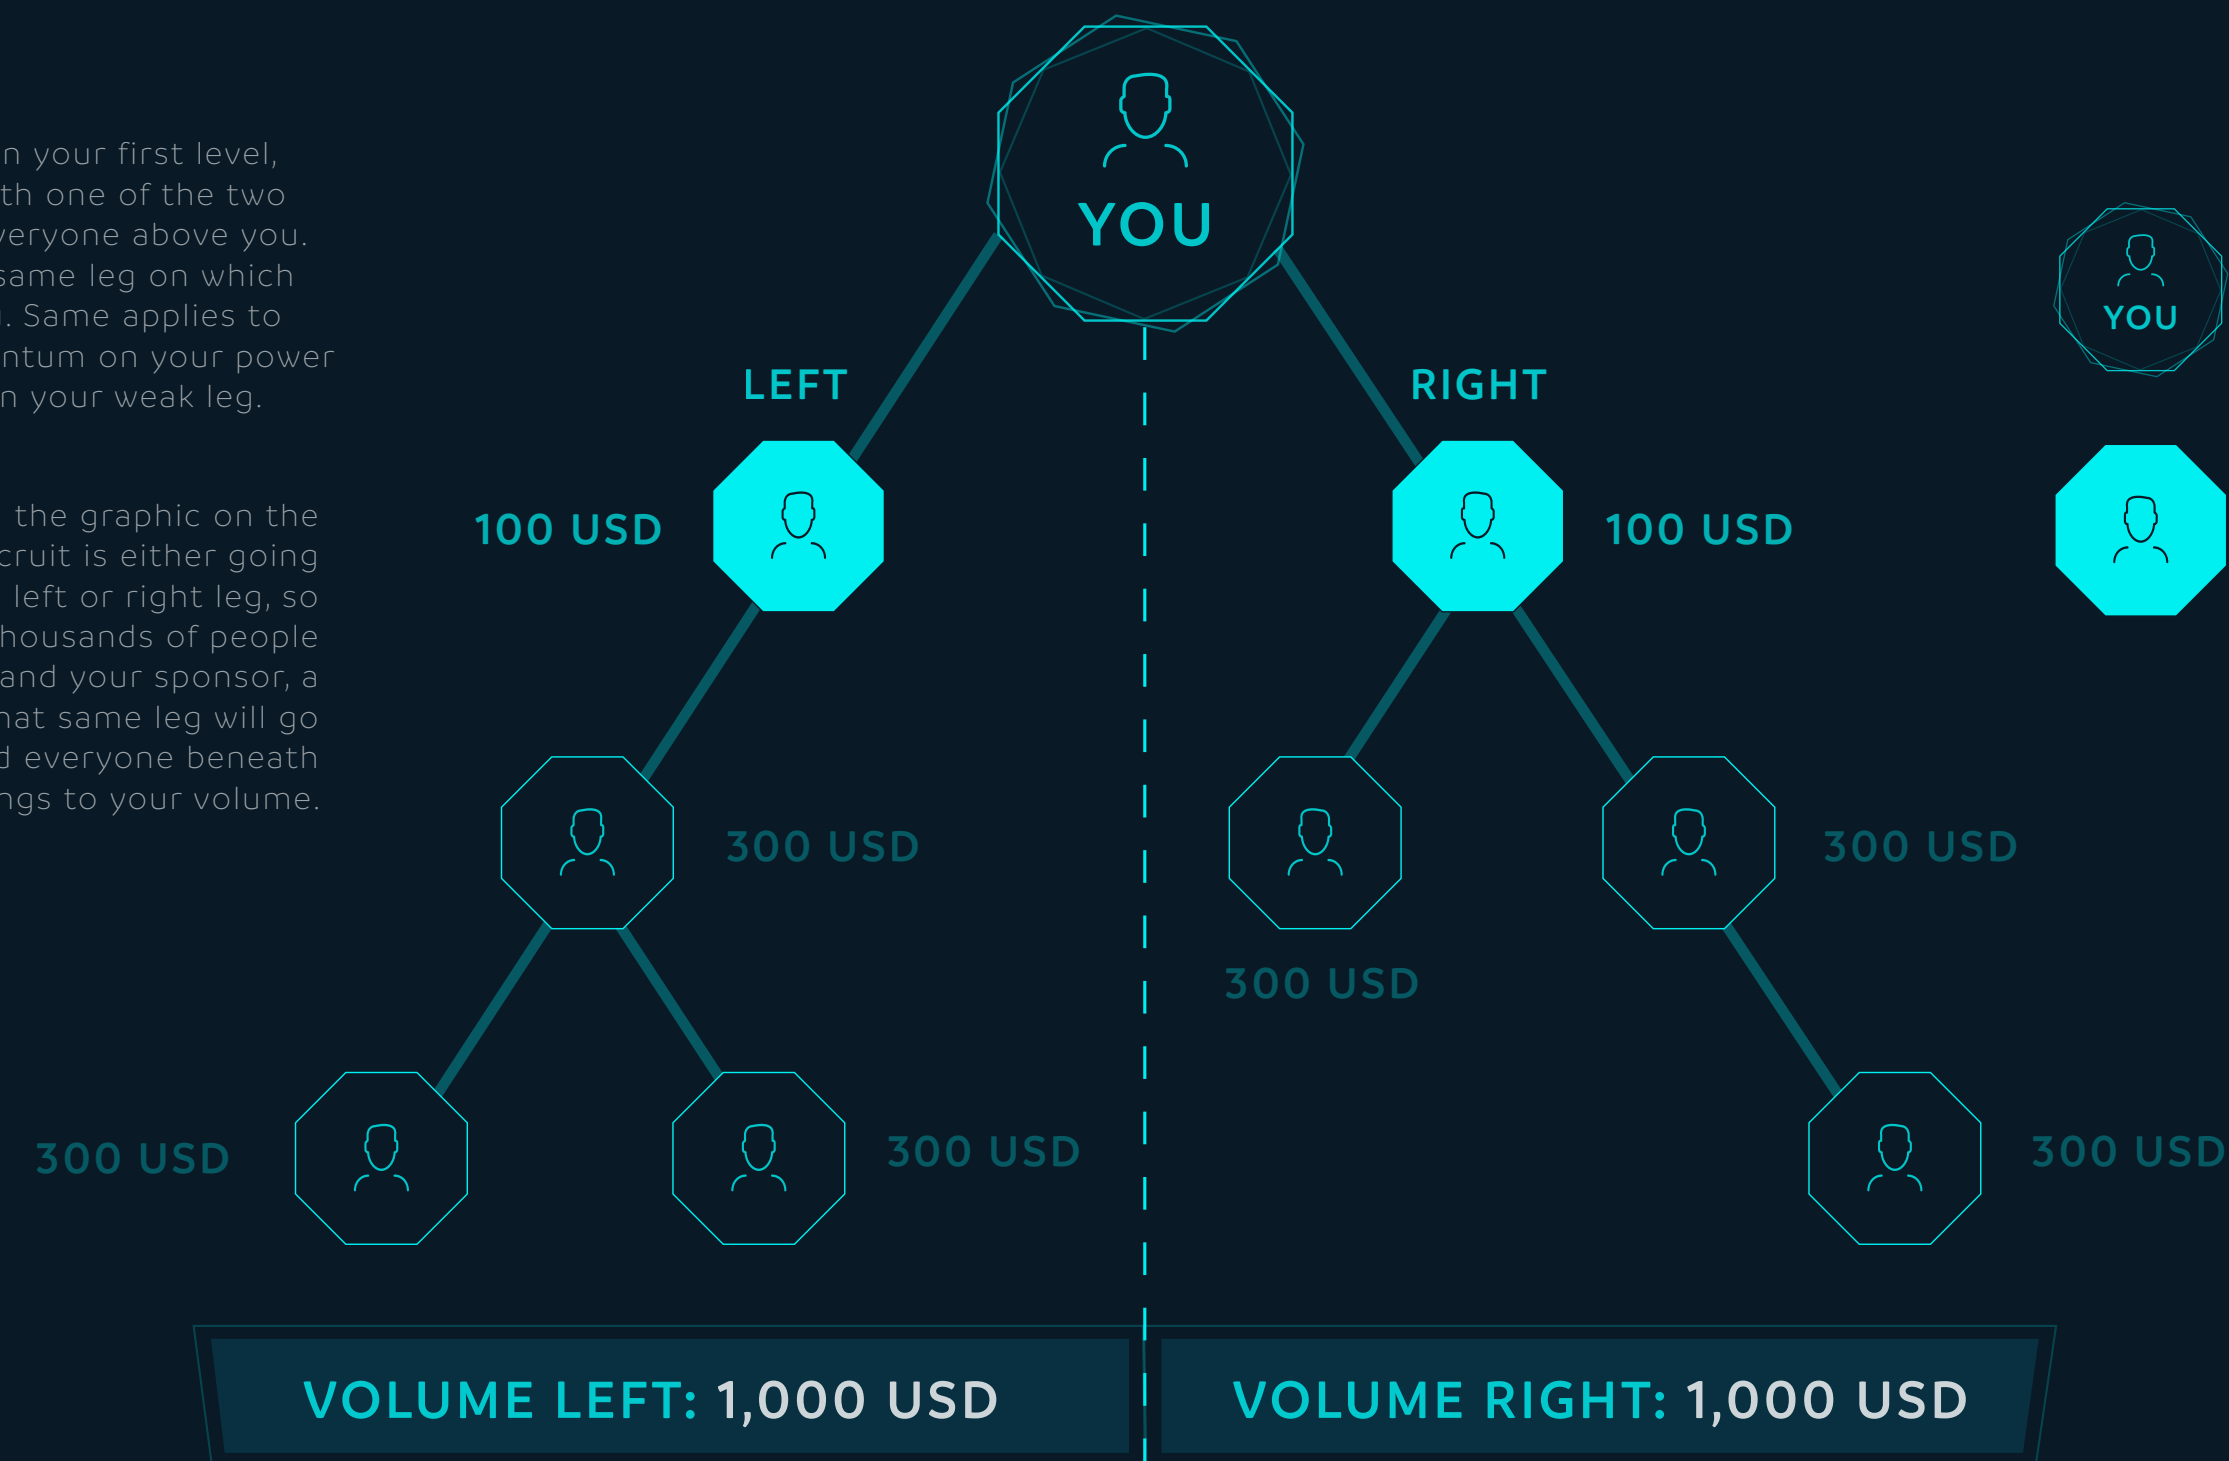 n your first level,
th one of the two
veryone above you.
same leg on which
. Same applies to
ntum on your power
n your weak leg.
the graphic on the
cruit is either going
left or right leg, so
housands of people
and your sponsor, a
hat same leg will go
d everyone beneath
ngs to your volume.
YOU
YOU
LEFT
RIGHT
100 USD
100 USD
300 USD
300 USD
300 USD
300 USD
300 USD
300 USD
VOLUME LEFT: 1,000 USD
VOLUME RIGHT: 1,000 USD